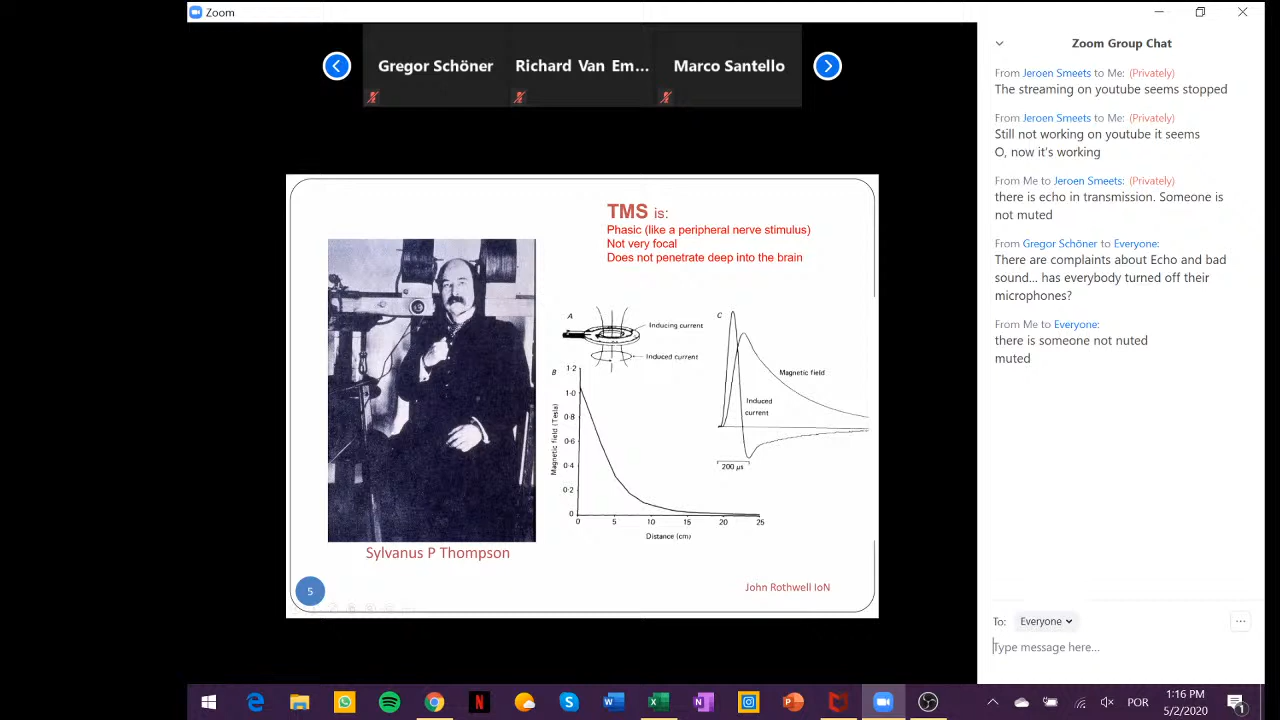 Zoom
Gregor Schöner
Richard Van Em...
Marco Santello
TMS is:
Phasic (like a peripheral nerve stimulus)
Not very focal
Does not penetrate deep into the brain
A
Inducing current
Induced current
B
1·2
1·0
0·8
0·6
0·4
0·2
0
Magnetic field (Tesla)
0 5 10 15 20 25
Distance (cm)
C
Magnetic field
Induced
current
200 µs
Sylvanus P Thompson
5
John Rothwell IoN
Zoom Group Chat
From Jeroen Smeets to Me: (Privately)
The streaming on youtube seems stopped
From Jeroen Smeets to Me: (Privately)
Still not working on youtube it seems
O, now it's working
From Me to Jeroen Smeets: (Privately)
there is echo in transmission. Someone is
not muted
From Gregor Schöner to Everyone:
There are complaints about Echo and bad
sound... has everybody turned off their
microphones?
From Me to Everyone:
there is someone not nuted
muted
To: Everyone
Type message here...
POR
1:16 PM
5/2/2020
1